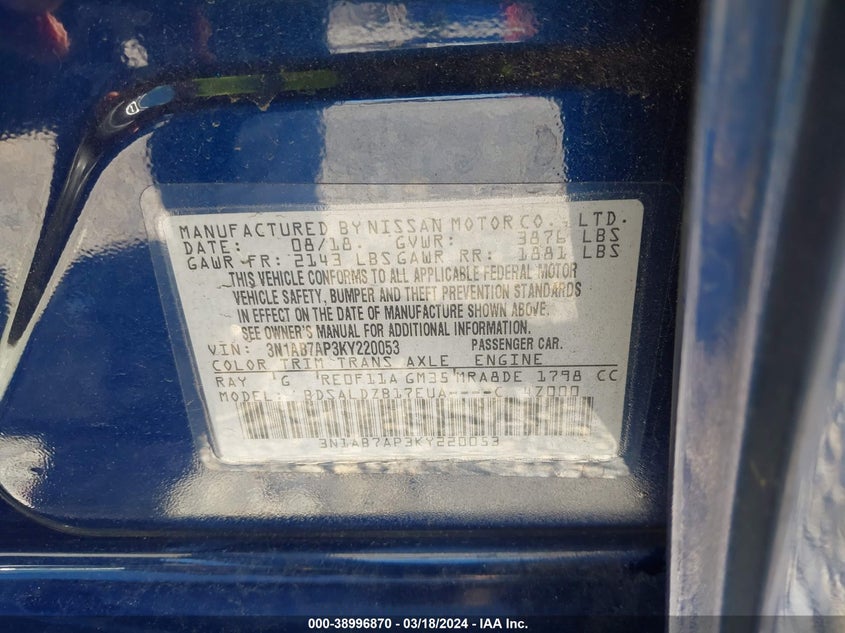 MANUFACTURED BY NISSAN MOTOR CO., LTD.
DATE: 08/18. GVWR: 3876 LBS
GAWR FR: 2143 LBS GAWR RR: 1881 LBS
THIS VEHICLE CONFORMS TO ALL APPLICABLE FEDERAL MOTOR
VEHICLE SAFETY, BUMPER AND THEFT PREVENTION STANDARDS
IN EFFECT ON THE DATE OF MANUFACTURE SHOWN ABOVE.
SEE OWNER'S MANUAL FOR ADDITIONAL INFORMATION.
VIN: 3N1AB7AP3KY220053 PASSENGER CAR.
COLOR TRIM TRANS AXLE ENGINE
RAY G RE0F11A GM35 MRA8DE 1798 CC
MODEL: BDSALDZB17EUA----C
3N1AB7AP3KY220053
000-38996870 — 03/18/2024 — IAA Inc.